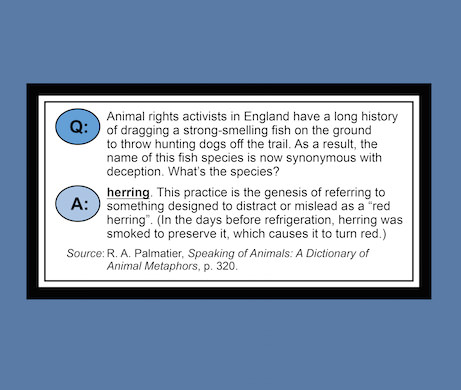 Q:
Animal rights activists in England have a long history
of dragging a strong-smelling fish on the ground
to throw hunting dogs off the trail. As a result, the
name of this fish species is now synonymous with
deception. What's the species?
A:
herring. This practice is the genesis of referring to
something designed to distract or mislead as a “red
herring”. (In the days before refrigeration, herring was
smoked to preserve it, which causes it to turn red.)
Source: R. A. Palmatier, Speaking of Animals: A Dictionary of
Animal Metaphors, p. 320.